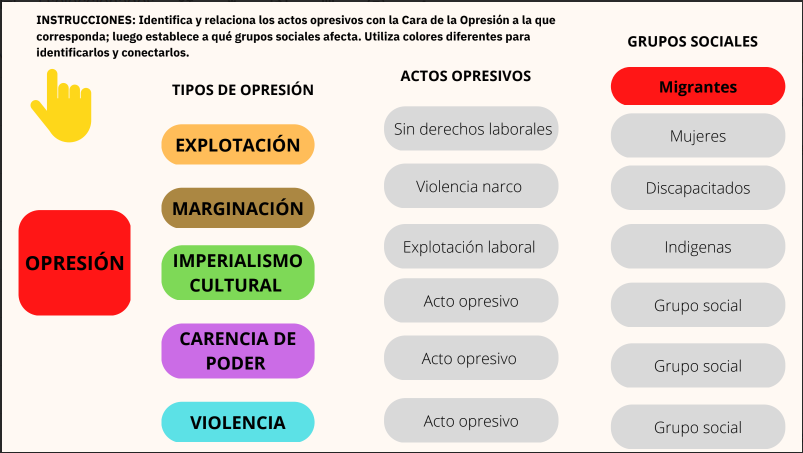 INSTRUCCIONES: Identifica y relaciona los actos opresivos con la Cara de la Opresión a la que
corresponda; luego establece a qué grupos sociales afecta. Utiliza colores diferentes para
identificarlos y conectarlos.
OPRESIÓN
TIPOS DE OPRESIÓN
EXPLOTACIÓN
MARGINACIÓN
IMPERIALISMO
CULTURAL
CARENCIA DE
PODER
VIOLENCIA
ACTOS OPRESIVOS
Sin derechos laborales
Violencia narco
Explotación laboral
Acto opresivo
Acto opresivo
Acto opresivo
GRUPOS SOCIALES
Migrantes
Mujeres
Discapacitados
Indigenas
Grupo social
Grupo social
Grupo social